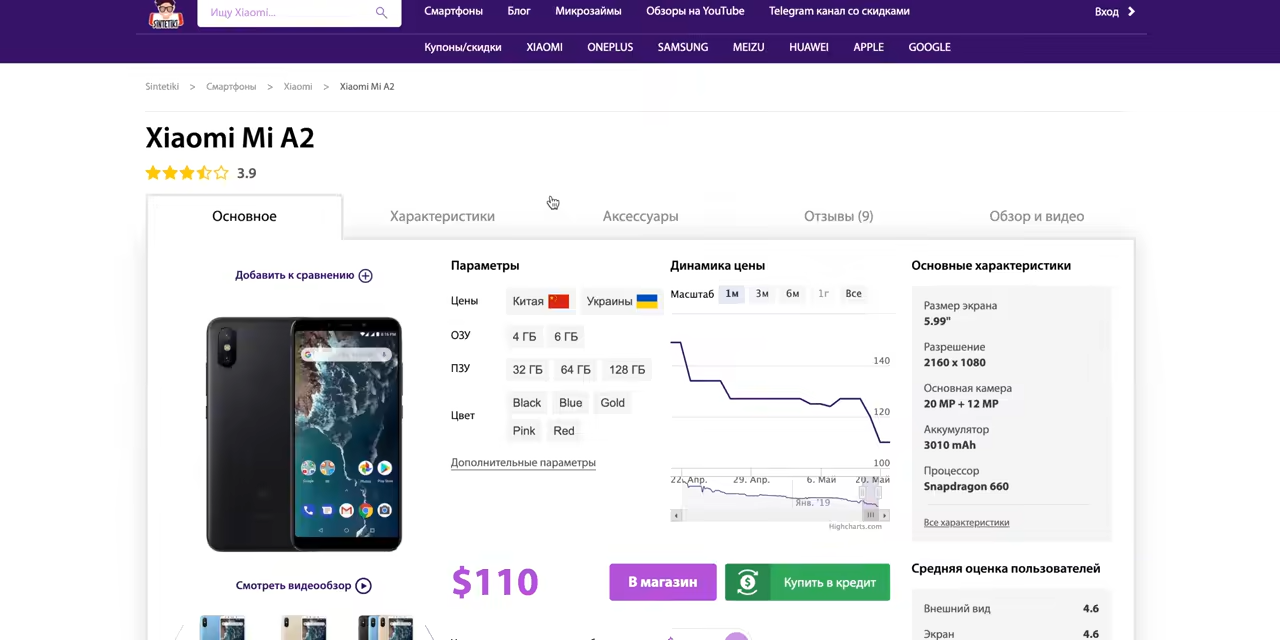 SINTETIKI
Ищу Xiaomi...
Смартфоны Блог Микрозаймы Обзоры на YouTube Telegram канал со скидками
Вход
Купоны/скидки XIAOMI ONEPLUS SAMSUNG MEIZU HUAWEI APPLE GOOGLE
Sintetiki > Смартфоны > Xiaomi > Xiaomi Mi A2
Xiaomi Mi A2
3.9
Основное Характеристики Аксессуары Отзывы (9) Обзор и видео
Добавить к сравнению
Смотреть видеообзор
Параметры
Цены Китая Украины
ОЗУ 4 ГБ 6 ГБ
ПЗУ 32 ГБ 64 ГБ 128 ГБ
Цвет Black Blue Gold
Pink Red
Дополнительные параметры
Динамика цены
Масштаб 1м 3м 6м 1г Все
140
120
100
22. Апр. 29. Апр. 6. Май 20. Май
Янв. '19
Highcharts.com
$110
В магазин
Купить в кредит
Основные характеристики
Размер экрана
5.99"
Разрешение
2160 x 1080
Основная камера
20 MP + 12 MP
Аккумулятор
3010 mAh
Процессор
Snapdragon 660
Все характеристики
Средняя оценка пользователей
Внешний вид 4.6
Экран 4.6